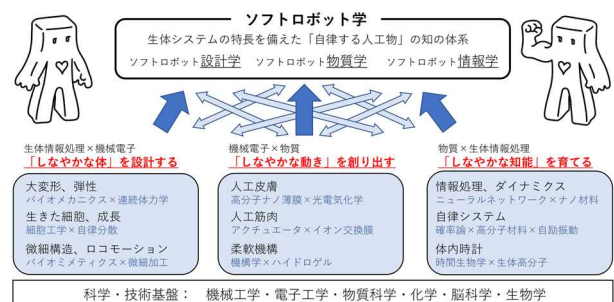 ソフトロボット学
生体システムの特長を備えた「自律する人工物」の知の体系
ソフトロボット設計学 ソフトロボット物質学 ソフトロボット情報学
生体情報処理×機械電子
「しなやかな体」を設計する
大変形、弾性
バイオメカニクス×連続体力学
生きた細胞、成長
細胞工学×自律分散
微細構造、ロコモーション
バイオミメティクス×微細加工
機械電子×物質
「しなやかな動き」を創り出す
人工皮膚
高分子ナノ薄膜×光電気化学
人工筋肉
アクチュエータ×イオン交換膜
柔軟機構
機構学×ハイドロゲル
物質×生体情報処理
「しなやかな知能」を育てる
情報処理、ダイナミクス
ニューラルネットワーク×ナノ材料
自律システム
確率論×高分子材料×自励振動
体内時計
時間生物学×生体高分子
科学・技術基盤： 機械工学・電子工学・物質科学・化学・脳科学・生物学